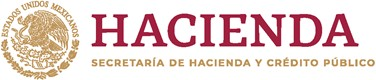 ESTADOS UNIDOS MEXICANOS
HACIENDA
SECRETARÍA DE HACIENDA Y CRÉDITO PÚBLICO